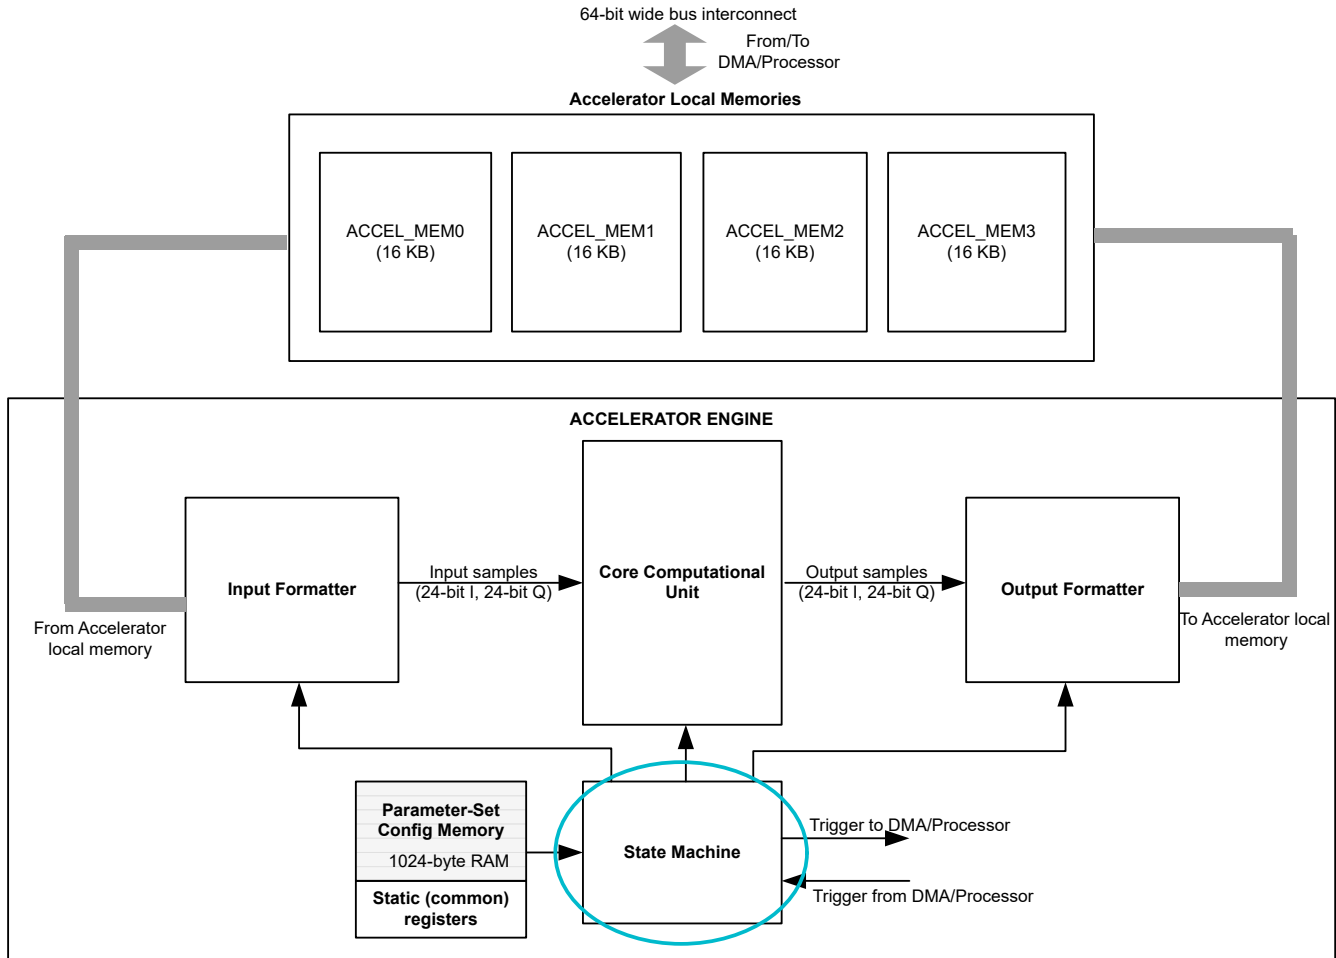 64-bit wide bus interconnect
From/To
DMA/Processor
Accelerator Local Memories
ACCEL_MEM0
(16 KB)
ACCEL_MEM1
(16 KB)
ACCEL_MEM2
(16 KB)
ACCEL_MEM3
(16 KB)
ACCELERATOR ENGINE
Input Formatter
Input samples
(24-bit I, 24-bit Q)
Core Computational
Unit
Output samples
(24-bit I, 24-bit Q)
Output Formatter
From Accelerator
local memory
To Accelerator local
memory
Parameter-Set
Config Memory
1024-byte RAM
Static (common)
registers
State Machine
Trigger to DMA/Processor
Trigger from DMA/Processor